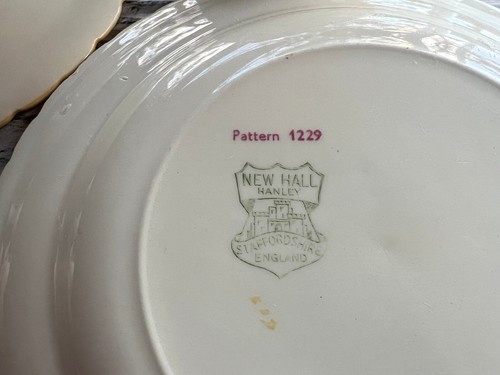 Pattern 1229
NEW HALL
HANLEY
STAFFORDSHIRE
ENGLAND